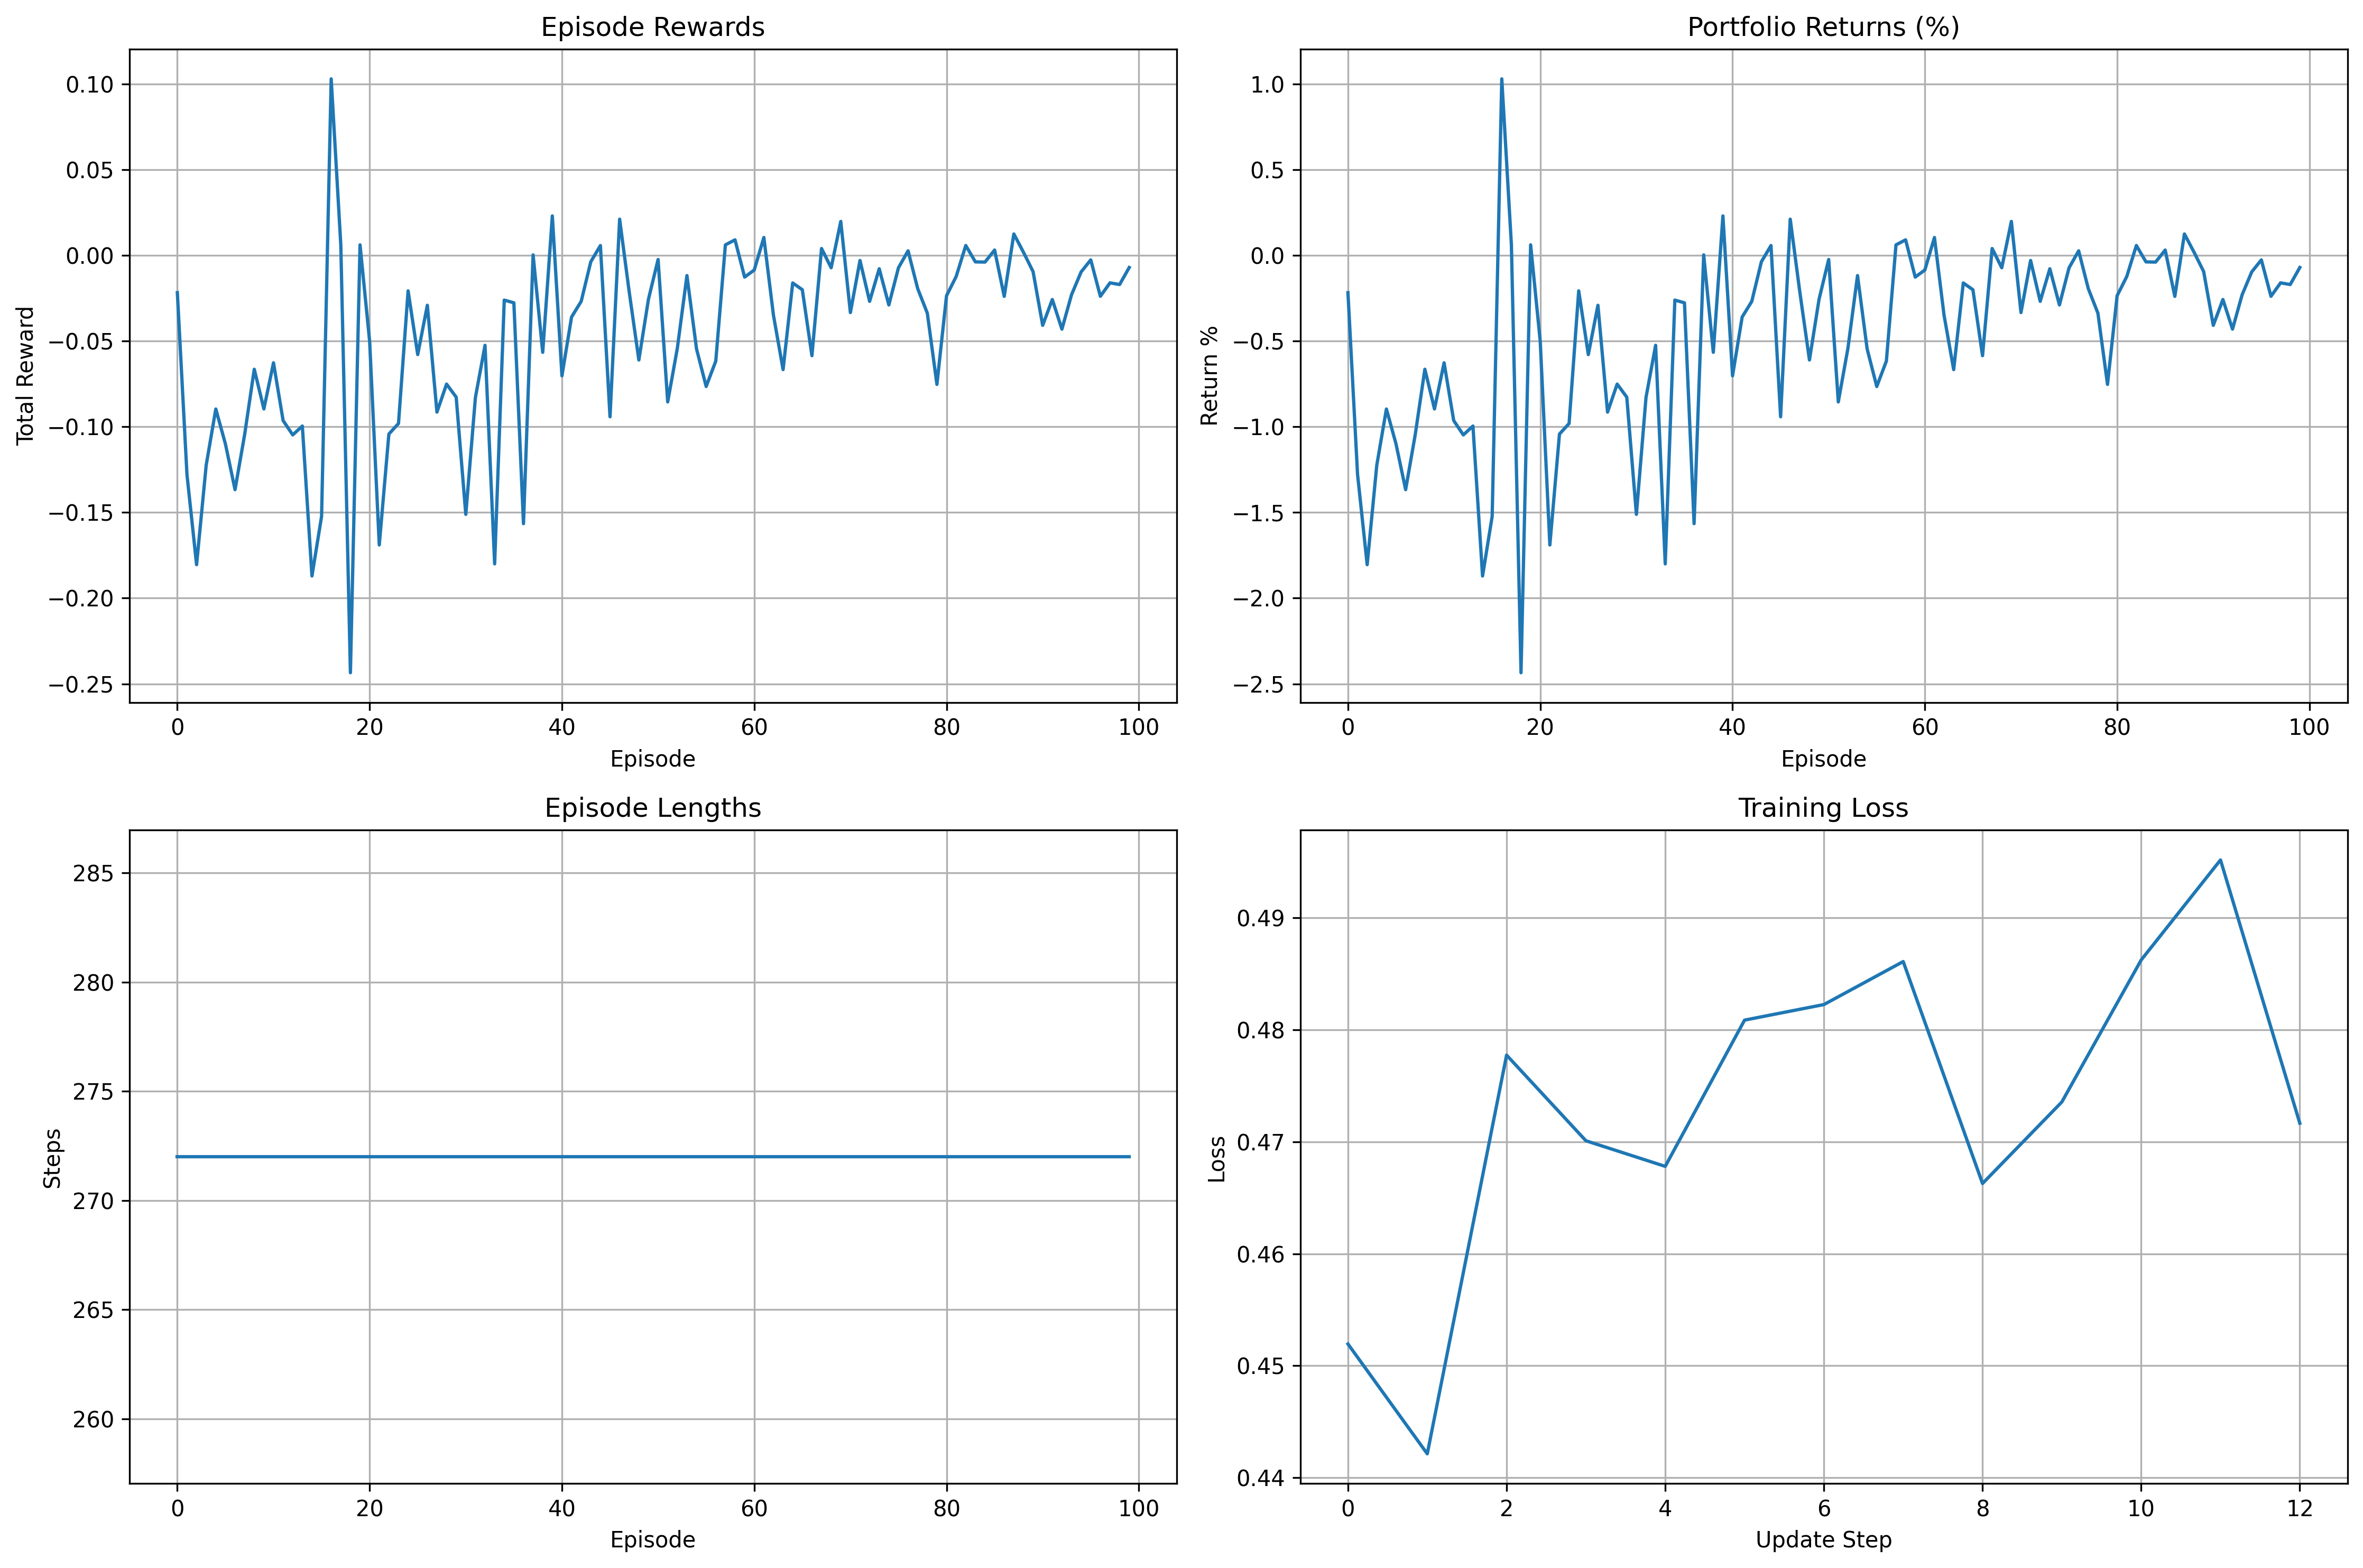 Episode Rewards
Total Reward
0.10
0.05
0.00
−0.05
−0.10
−0.15
−0.20
−0.25
0 20 40 60 80 100
Episode
Portfolio Returns (%)
Return %
1.0
0.5
0.0
−0.5
−1.0
−1.5
−2.0
−2.5
0 20 40 60 80 100
Episode
Episode Lengths
Steps
285
280
275
270
265
260
0 20 40 60 80 100
Episode
Training Loss
Loss
0.49
0.48
0.47
0.46
0.45
0.44
0 2 4 6 8 10 12
Update Step